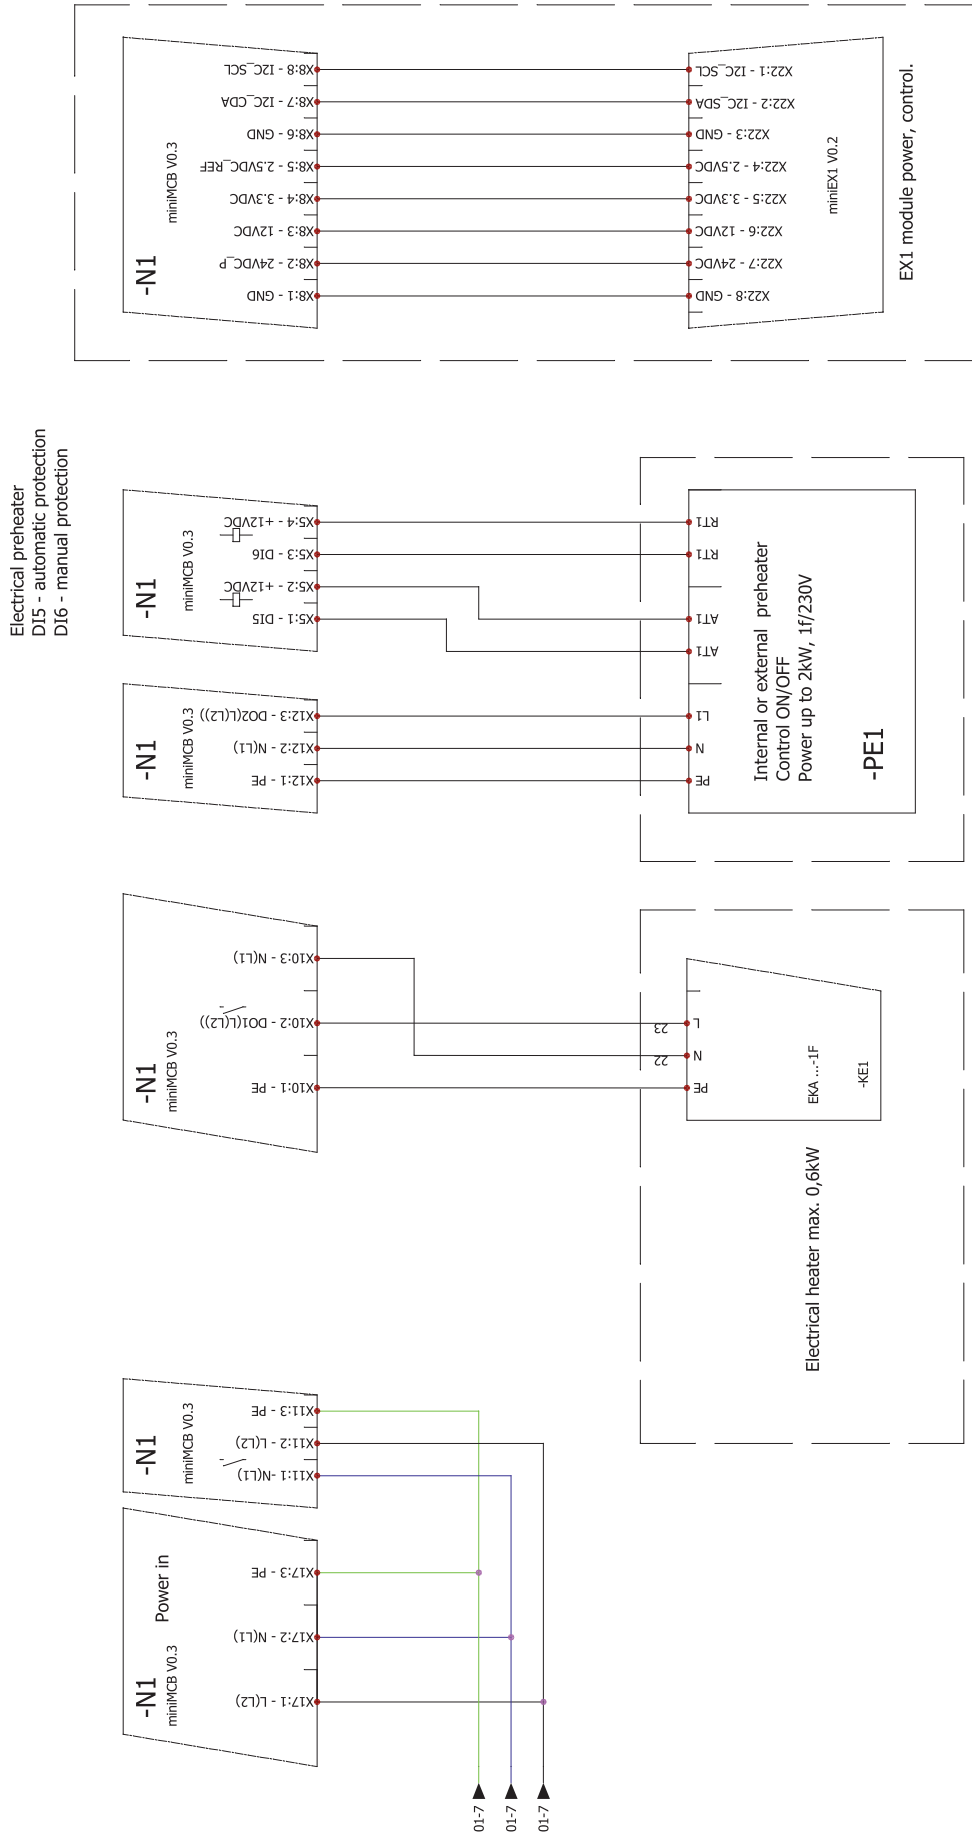 -N1
miniMCB V0.3
Power in
X17:1 - L(L2)
X17:2 - N(L1)
X17:3 - PE
01-7
01-7
01-7
-N1
miniMCB V0.3
X11:1 -N(L1)
X11:2 - L(L2)
X11:3 - PE
-N1
miniMCB V0.3
X10:1 - PE
X10:2 - DO1(L(L2))
X10:3 - N(L1)
22
23
PE
N
L
EKA ...-1F
-KE1
Electrical heater max. 0,6kW
Electrical preheater
DI5 - automatic protection
DI6 - manual protection
-N1
miniMCB V0.3
X12:1 - PE
X12:2 - N(L1)
X12:3 - DO2(L(L2))
-N1
miniMCB V0.3
X5:1 - DI5
X5:2 - +12VDC
X5:3 - DI6
X5:4 - +12VDC
PE
N
L1
AT1
AT1
RT1
RT1
Internal or external preheater
Control ON/OFF
Power up to 2kW, 1f/230V
-PE1
-N1
miniMCB V0.3
X8:1 - GND
X8:2 - 24VDC_P
X8:3 - 12VDC
X8:4 - 3.3VDC
X8:5 - 2.5VDC_REF
X8:6 - GND
X8:7 - I2C_CDA
X8:8 - I2C_SCL
X22:8 - GND
X22:7 - 24VDC
X22:6 - 12VDC
X22:5 - 3.3VDC
X22:4 - 2.5VDC
X22:3 - GND
X22:2 - I2C_SDA
X22:1 - I2C_SCL
miniEX1 V0.2
EX1 module power, control.